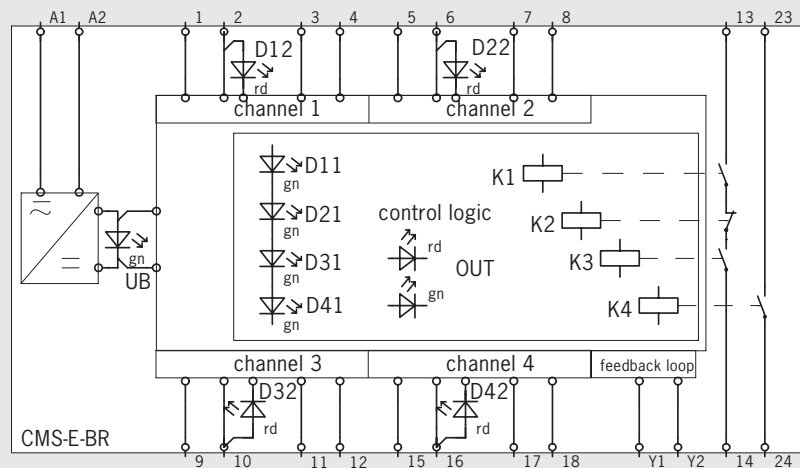 A1 A2 1 2 3 4 5 6 7 8 13 23
D12 D22
rd rd
channel 1 channel 2
D11
gn
K1
D21
gn
control logic
K2
gn
UB
D31
gn
rd
OUT
K3
D41
gn
gn
K4
channel 3 channel 4 feedback loop
D32 D42
rd rd
CMS-E-BR
9 10 11 12 15 16 17 18 Y1 Y2 14 24